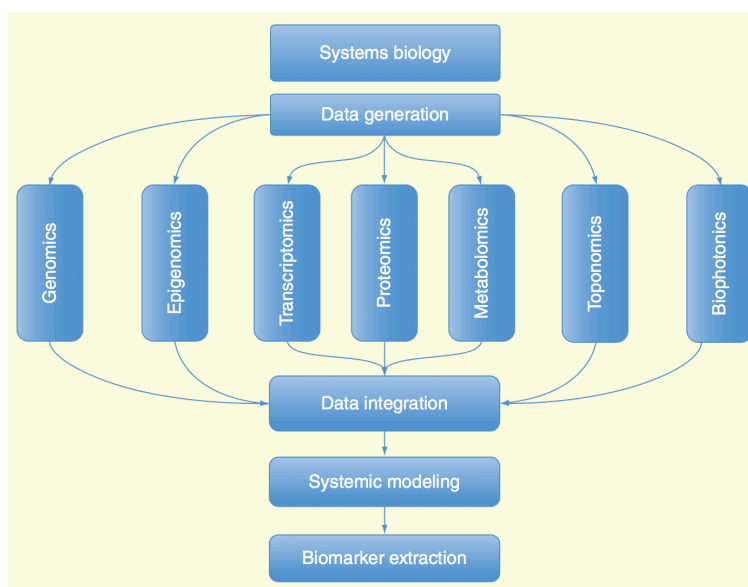 Systems biology
Data generation
Genomics
Epigenomics
Transcriptomics
Proteomics
Metabolomics
Toponomics
Biophotonics
Data integration
Systemic modeling
Biomarker extraction